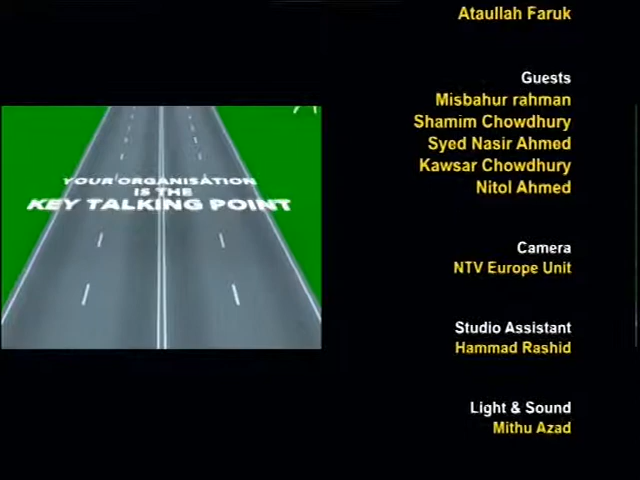 Ataullah Faruk
Guests
Misbahur rahman
Shamim Chowdhury
Syed Nasir Ahmed
Kawsar Chowdhury
Nitol Ahmed
Camera
NTV Europe Unit
Studio Assistant
Hammad Rashid
Light & Sound
Mithu Azad
YOUR ORGANISATION
IS THE
KEY TALKING POINT